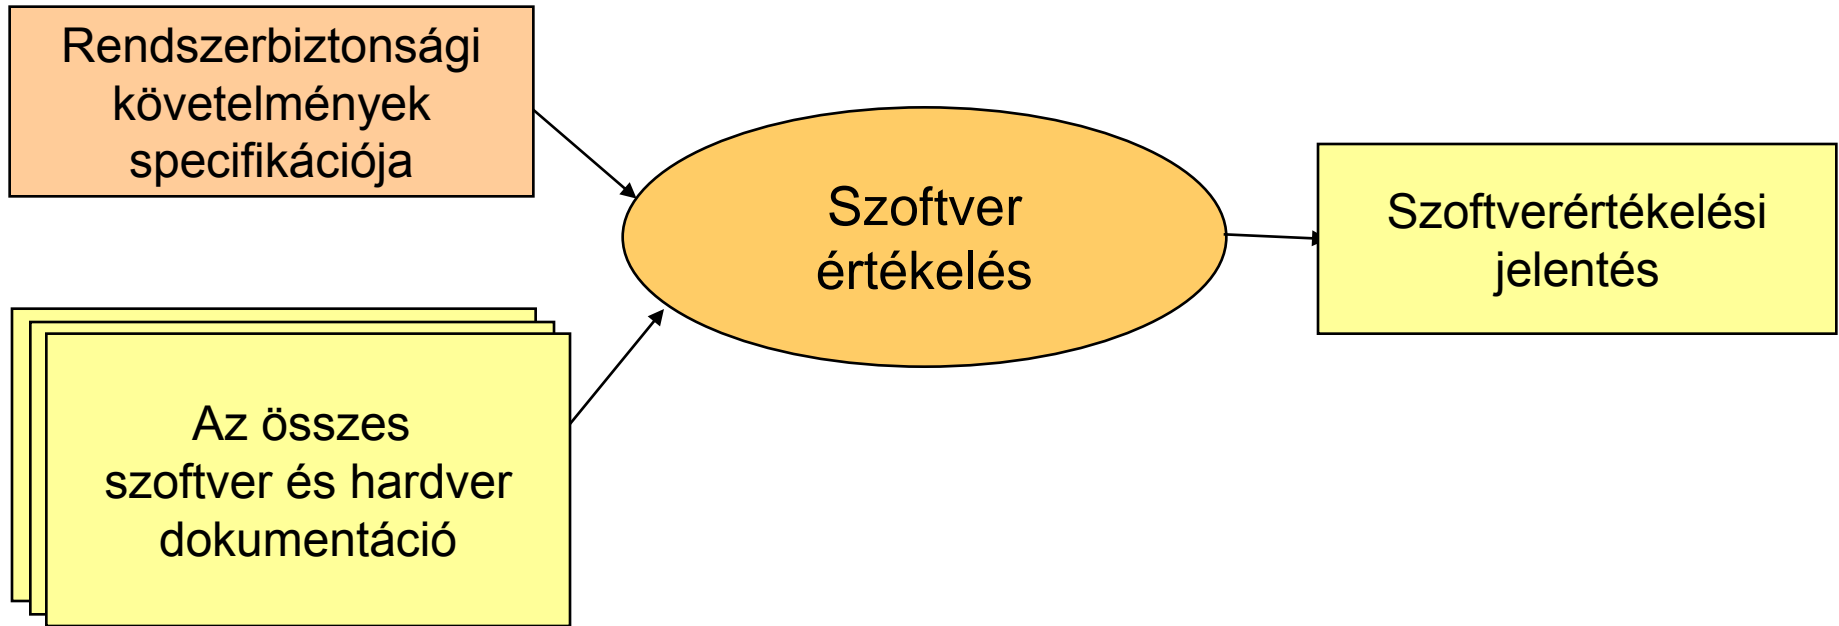 Rendszerbiztonsági
követelmények
specifikációja
Szoftver
értékelés
Szoftverértékelési
jelentés
Az összes
szoftver és hardver
dokumentáció